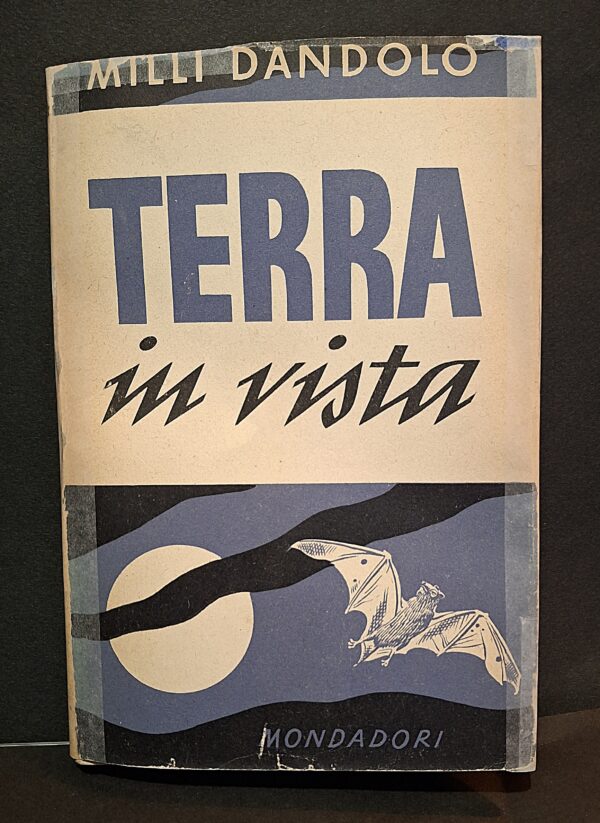 MILLI DANDOLO
TERRA
in vista
MONDADORI